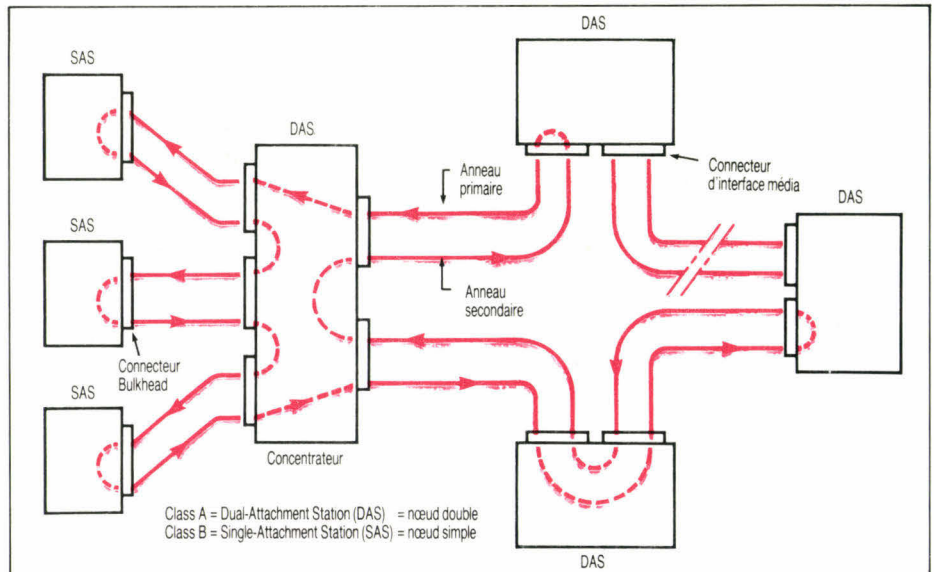 DAS
SAS
DAS
Anneau
primaire
Connecteur
d'interface média
DAS
SAS
Anneau
secondaire
Connecteur
Bulkhead
SAS
Concentrateur
Class A = Dual-Attachment Station (DAS) = nœud double
Class B = Single-Attachment Station (SAS) = nœud simple
DAS